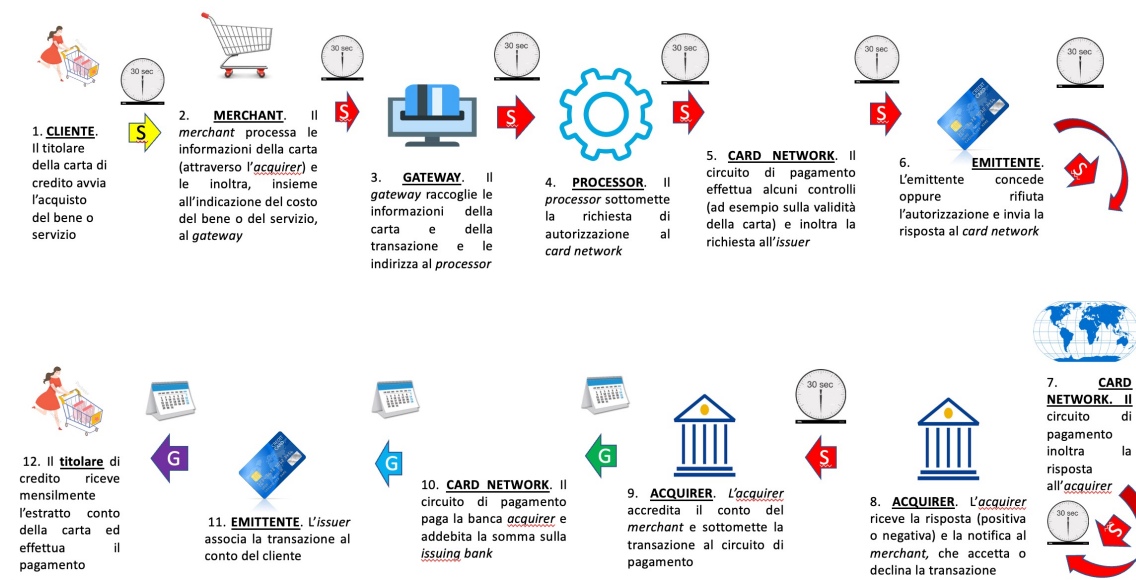 30 sec
30 sec
30 sec
30 sec
30 sec
30 sec
S
S
S
S
S
S
1. CLIENTE.
Il titolare
della carta di
credito avvia
l'acquisto
del bene o
servizio
2. MERCHANT. Il
merchant processa le
informazioni della carta
(attraverso l'acquirer) e
le inoltra, insieme
all'indicazione del costo
del bene o del servizio,
al gateway
3. GATEWAY. Il
gateway raccoglie le
informazioni della
carta e della
transazione e le
indirizza al processor
4. PROCESSOR. Il
processor sottomette
la richiesta di
autorizzazione al
card network
5. CARD NETWORK. Il
circuito di pagamento
effettua alcuni controlli
(ad esempio sulla validità
della carta) e inoltra la
richiesta all'issuer
6. EMITTENTE.
L'emittente concede
oppure rifiuta
l'autorizzazione e invia la
risposta al card network
7. CARD
NETWORK. Il
circuito di
pagamento
inoltra la
risposta
all'acquirer
30 sec
S
8. ACQUIRER. L'acquirer
riceve la risposta (positiva
o negativa) e la notifica al
merchant, che accetta o
declina la transazione
30 sec
S
9. ACQUIRER. L'acquirer
accredita il conto del
merchant e sottomette la
transazione al circuito di
pagamento
G
10. CARD NETWORK. Il
circuito di pagamento
paga la banca acquirer e
addebita la somma sulla
issuing bank
G
11. EMITTENTE. L'issuer
associa la transazione al
conto del cliente
G
12. Il titolare di
credito riceve
mensilmente
l'estratto conto
della carta ed
effettua il
pagamento